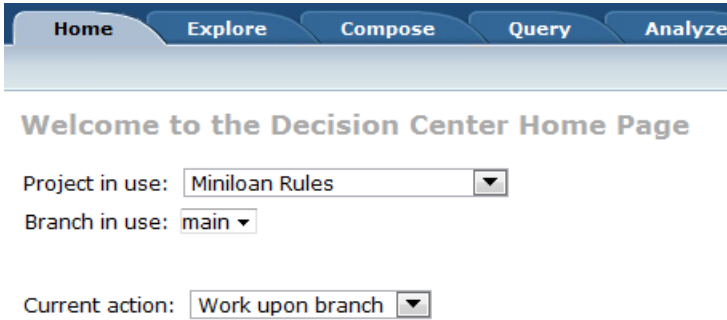 Home Explore Compose Query Analyze
Welcome to the Decision Center Home Page
Project in use: Miniloan Rules
Branch in use: main
Current action: Work upon branch